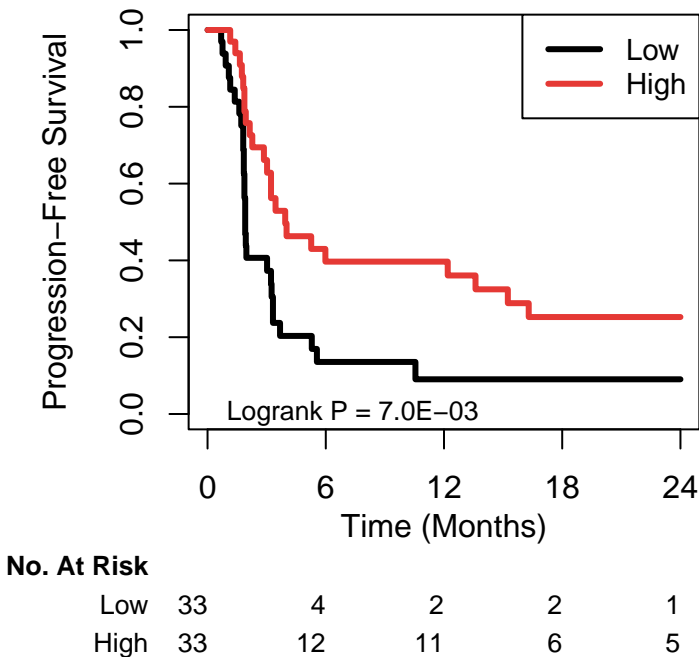 Low
High
Progression−Free Survival
1.0
0.8
0.6
0.4
0.2
0.0
Logrank P = 7.0E−03
0 6 12 18 24
Time (Months)
No. At Risk
Low 33 4 2 2 1
High 33 12 11 6 5